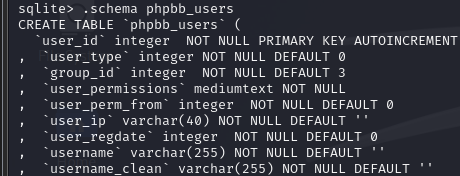 sqlite> .schema phpbb_users
CREATE TABLE `phpbb_users` (
  `user_id` integer  NOT NULL PRIMARY KEY AUTOINCREMENT
,  `user_type` integer NOT NULL DEFAULT 0
,  `group_id` integer  NOT NULL DEFAULT 3
,  `user_permissions` mediumtext NOT NULL
,  `user_perm_from` integer  NOT NULL DEFAULT 0
,  `user_ip` varchar(40) NOT NULL DEFAULT ''
,  `user_regdate` integer  NOT NULL DEFAULT 0
,  `username` varchar(255) NOT NULL DEFAULT ''
,  `username_clean` varchar(255) NOT NULL DEFAULT ''